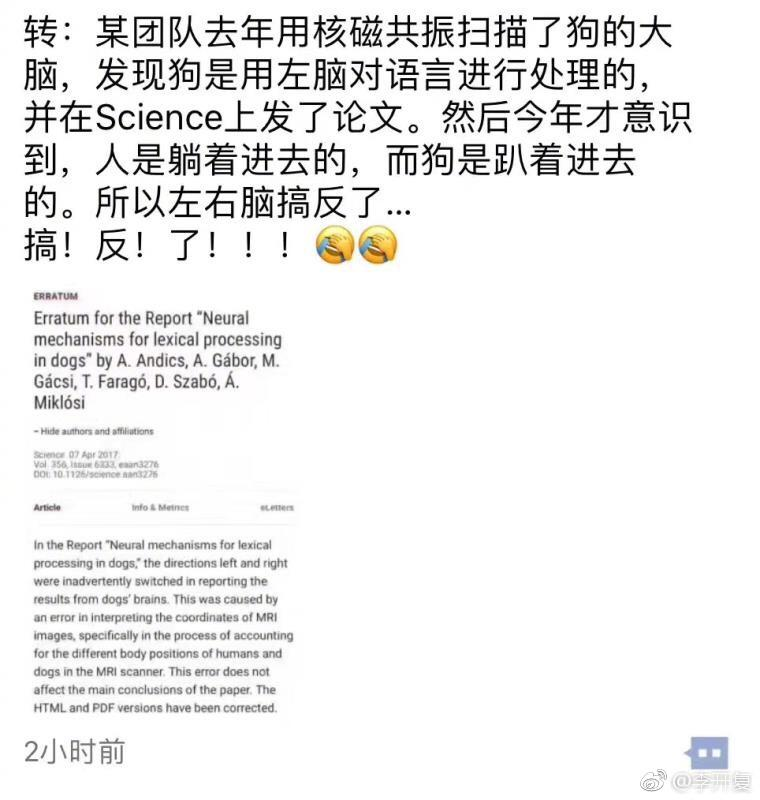 转：某团队去年用核磁共振扫描了狗的大
脑，发现狗是用左脑对语言进行处理的，
并在Science上发了论文。然后今年才意识
到，人是躺着进去的，而狗是趴着进去
的。所以左右脑搞反了...
搞！反！了！！！！🤦🤦
ERRATUM
Erratum for the Report “Neural
mechanisms for lexical processing
in dogs” by A. Andics, A. Gábor, M.
Gácsi, T. Faragó, D. Szabó, Á.
Miklósi
– Hide authors and affiliations
Science 07 Apr 2017:
Vol. 356, Issue 6333, eaan3276
DOI: 10.1126/science.aan3276
Article Info & Metrics eLetters
In the Report “Neural mechanisms for lexical
processing in dogs,” the directions left and right
were inadvertently switched in reporting the
results from dogs’ brains. This was caused by
an error in interpreting the coordinates of MRI
images, specifically in the process of accounting
for the different body positions of humans and
dogs in the MRI scanner. This error does not
affect the main conclusions of the paper. The
HTML and PDF versions have been corrected.
2小时前
@李开复